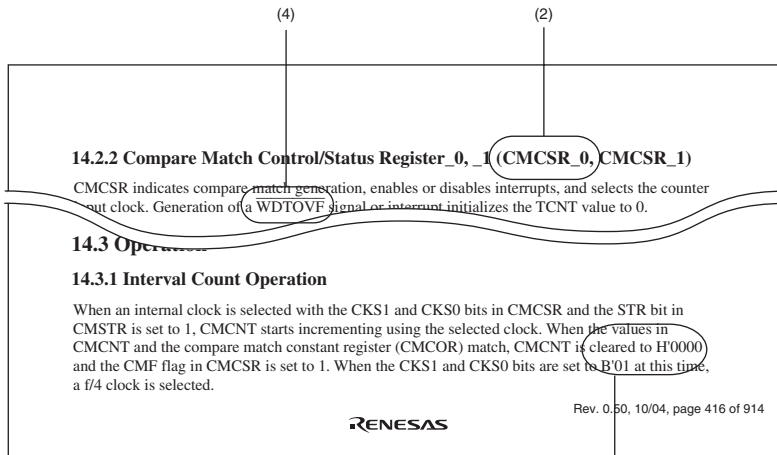 (4) (2)
14.2.2 Compare Match Control/Status Register_0, _1 (CMCSR_0, CMCSR_1)
CMCSR indicates compare match generation, enables or disables interrupts, and selects the counter
input clock. Generation of a WDTOVF signal or interrupt initializes the TCNT value to 0.
14.3 Operation
14.3.1 Interval Count Operation
When an internal clock is selected with the CKS1 and CKS0 bits in CMCSR and the STR bit in
CMSTR is set to 1, CMCNT starts incrementing using the selected clock. When the values in
CMCNT and the compare match constant register (CMCOR) match, CMCNT is cleared to H'0000
and the CMF flag in CMCSR is set to 1. When the CKS1 and CKS0 bits are set to B'01 at this time,
a f/4 clock is selected.
Rev. 0.50, 10/04, page 416 of 914
RENESAS